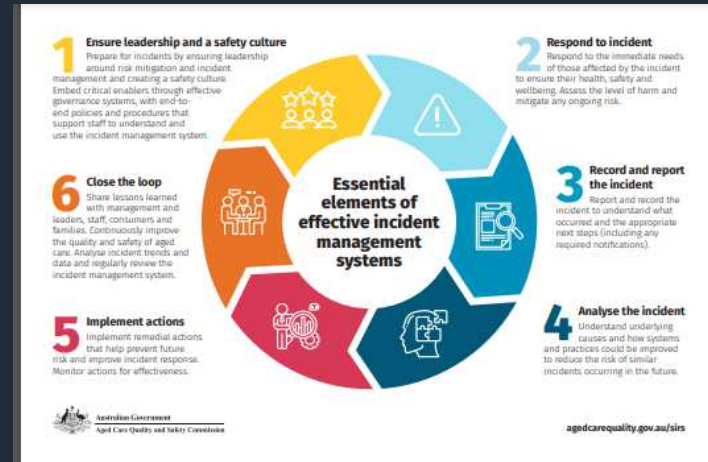 1 Ensure leadership and a safety culture
Prepare for incidents by ensuring leadership
around risk mitigation and incident
management and creating a safety culture.
Embed critical enablers through effective
governance systems, with end-to-
end policies and procedures that
support staff to understand and
use the incident management system.
2 Respond to incident
Respond to the immediate needs
of those affected by the incident
to ensure their health, safety and
wellbeing. Assess the level of harm and
mitigate any ongoing risk.
3 Record and report
the incident
Report and record the
incident to understand what
occurred and the appropriate
next steps (including any
required notifications).
4 Analyse the incident
Understand underlying
causes and how systems
and practices could be improved
to reduce the risk of similar
incidents occurring in the future.
5 Implement actions
Implement remedial actions
that help prevent future
risk and improve incident response.
Monitor actions for effectiveness.
6 Close the loop
Share lessons learned
with management and
leaders, staff, consumers and
families. Continuously improve
the quality and safety of aged
care. Analyse incident trends and
data and regularly review the
incident management system.
Essential
elements of
effective incident
management
systems
Australian Government
Aged Care Quality and Safety Commission
agedcarequality.gov.au/sirs